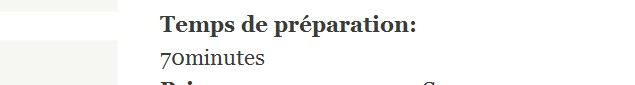 Temps de préparation:
70minutes